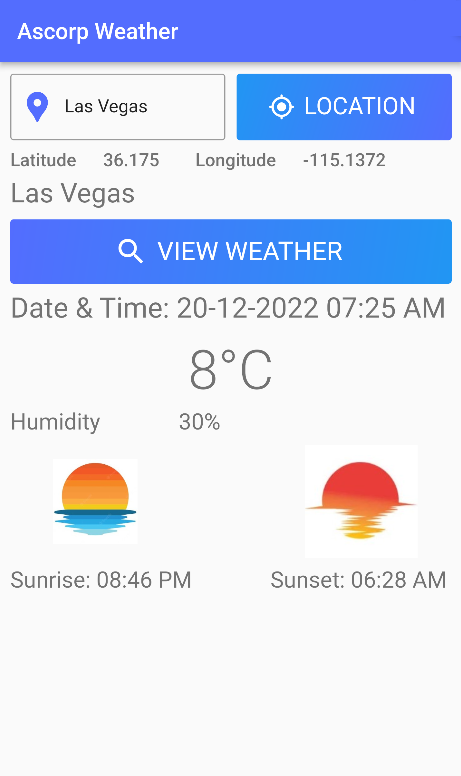 Ascorp Weather
Las Vegas LOCATION
Latitude 36.175 Longitude -115.1372
Las Vegas
VIEW WEATHER
Date & Time: 20-12-2022 07:25 AM
8°C
Humidity 30%
Sunrise: 08:46 PM Sunset: 06:28 AM